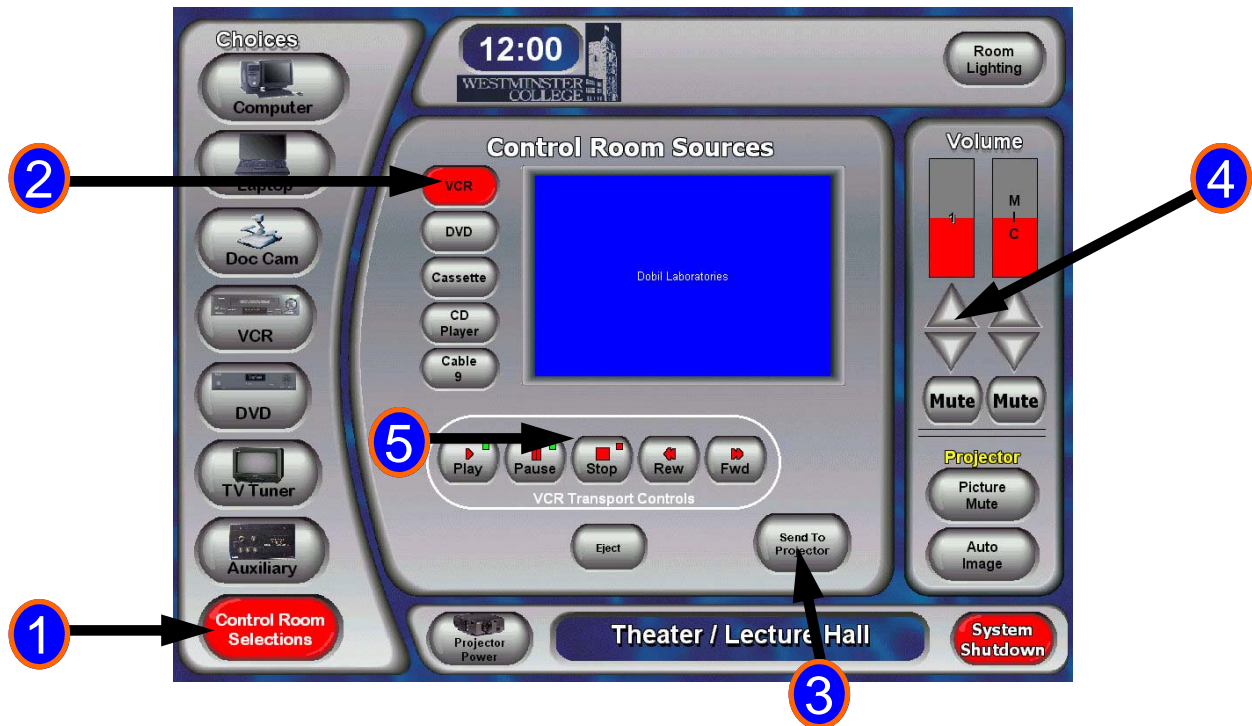 Choices
Computer
Laptop
Doc Cam
VCR
DVD
TV Tuner
Auxiliary
Control Room
Selections
12:00
WESTMINSTER
COLLEGE
Room
Lighting
Control Room Sources
VCR
DVD
Cassette
CD
Player
Cable
9
Dobil Laboratories
Play
Pause
Stop
Rew
Fwd
VCR Transport Controls
Eject
Send To
Projector
Volume
1
M
I
C
Mute
Mute
Projector
Picture
Mute
Auto
Image
Projector
Power
Theater / Lecture Hall
System
Shutdown
1
2
3
4
5